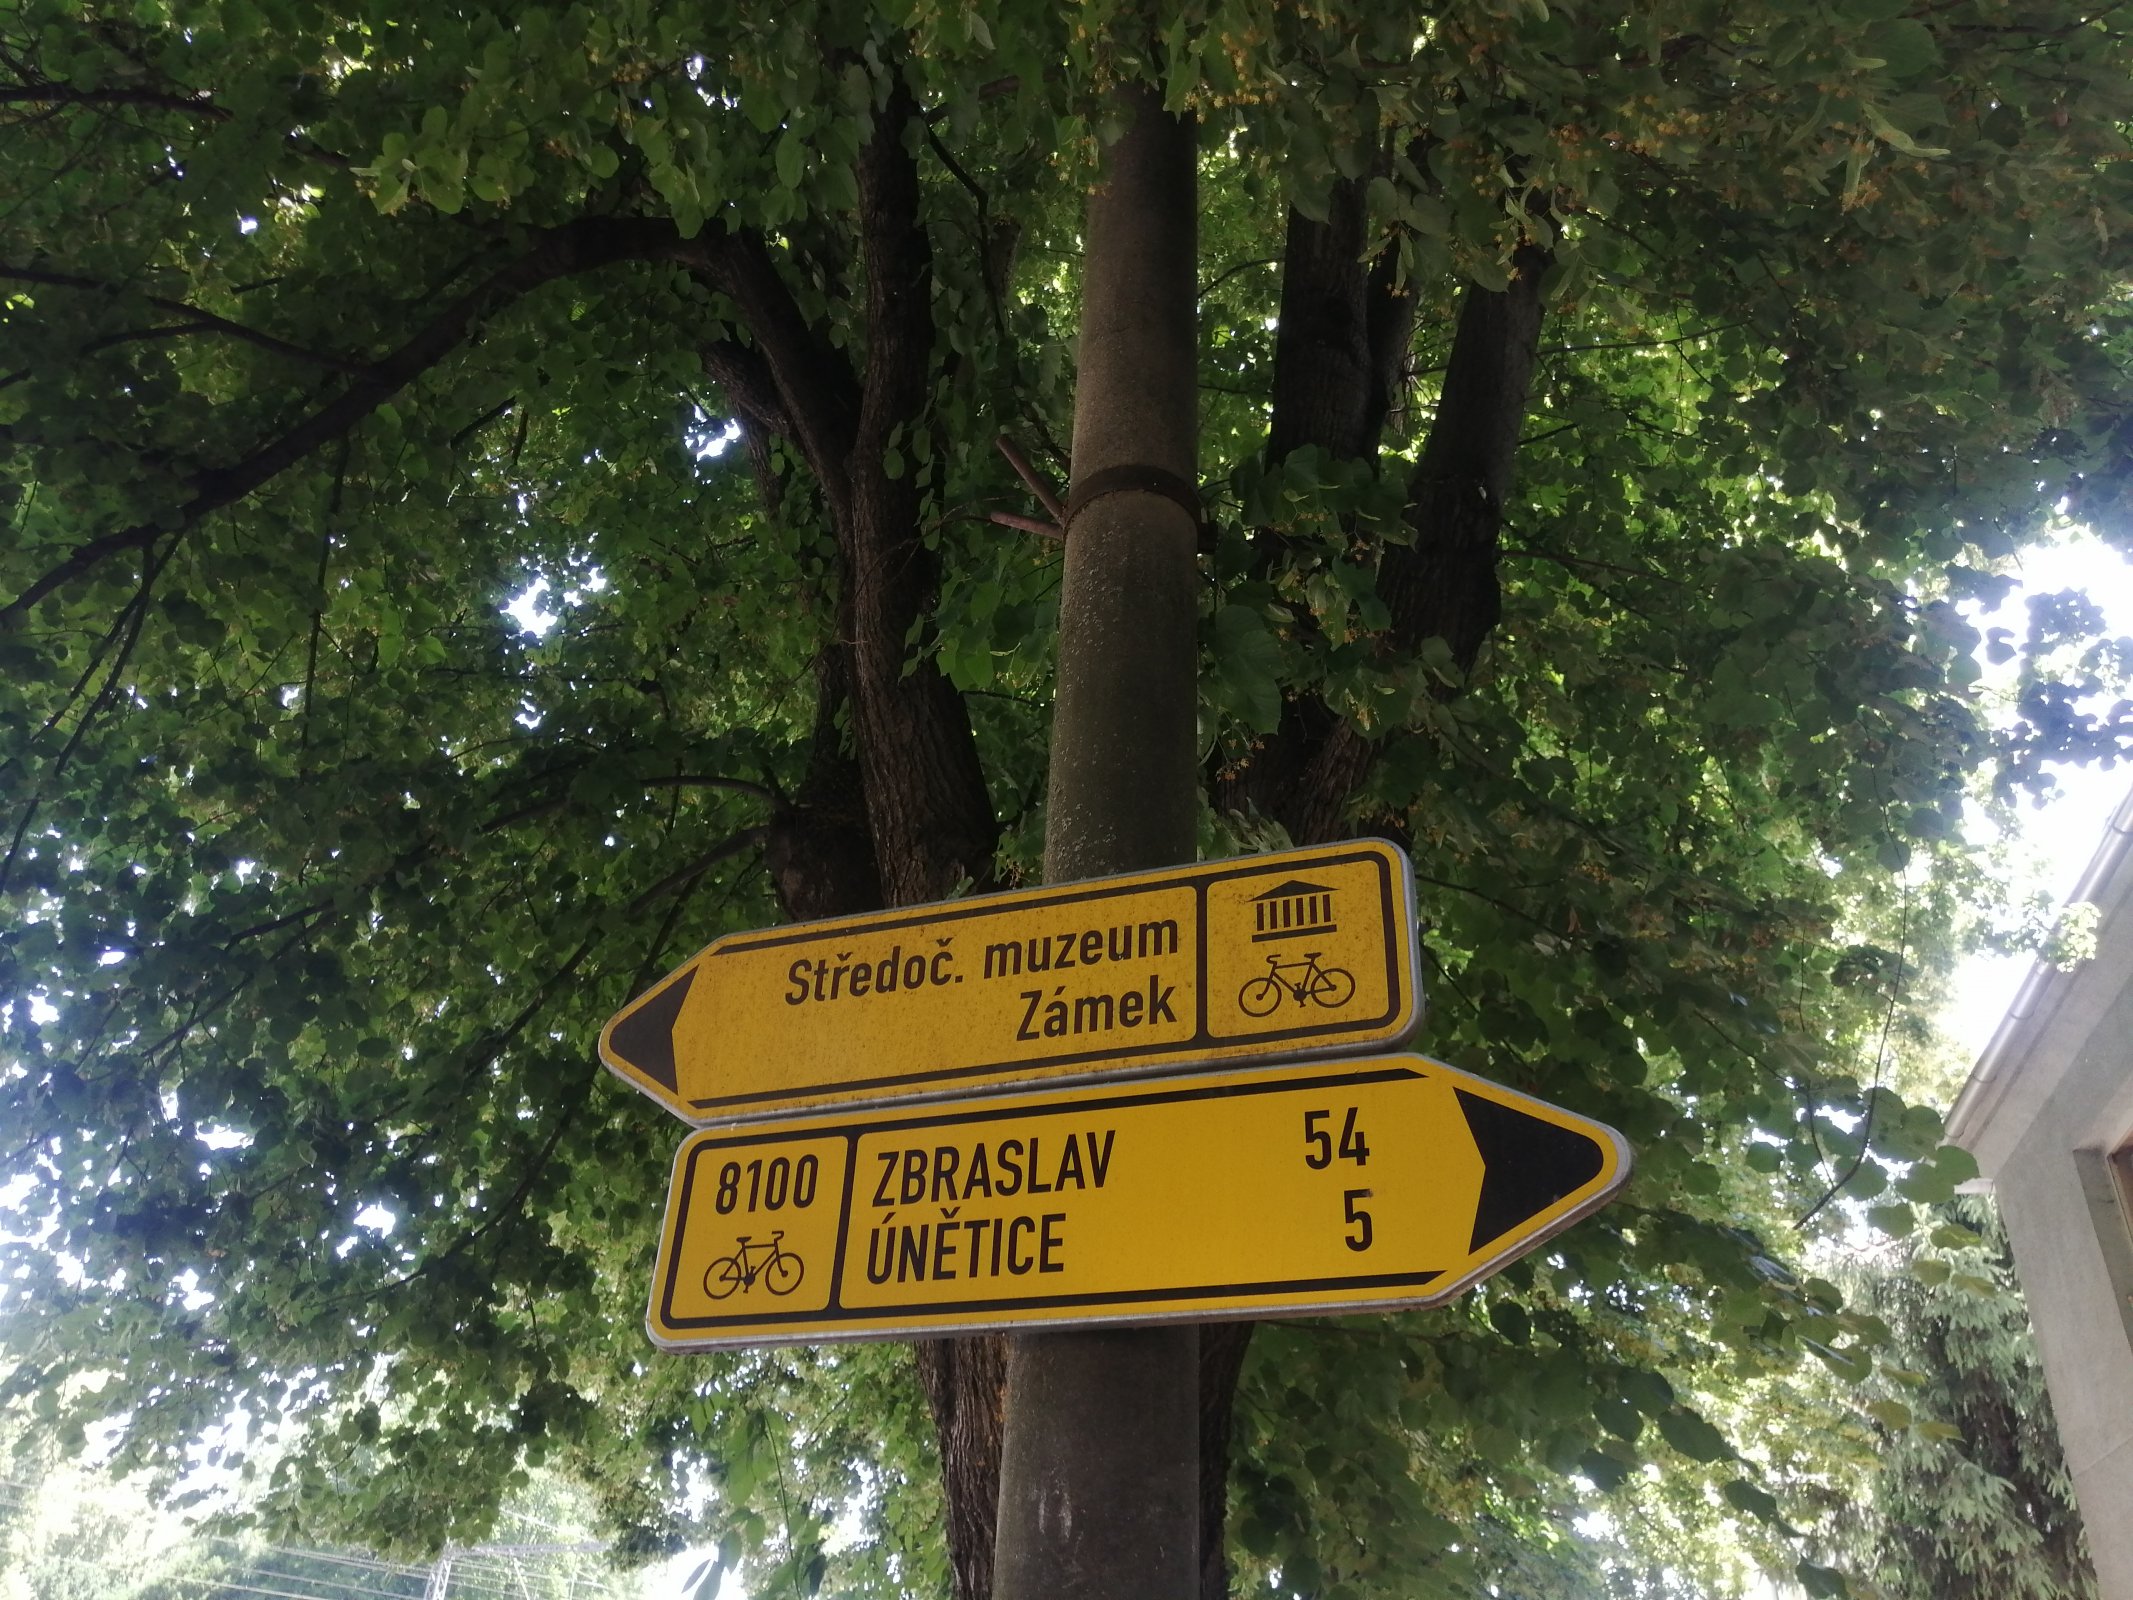 Středoč. muzeum
Zámek
8100
ZBRASLAV 54
ÚNĚTICE 5